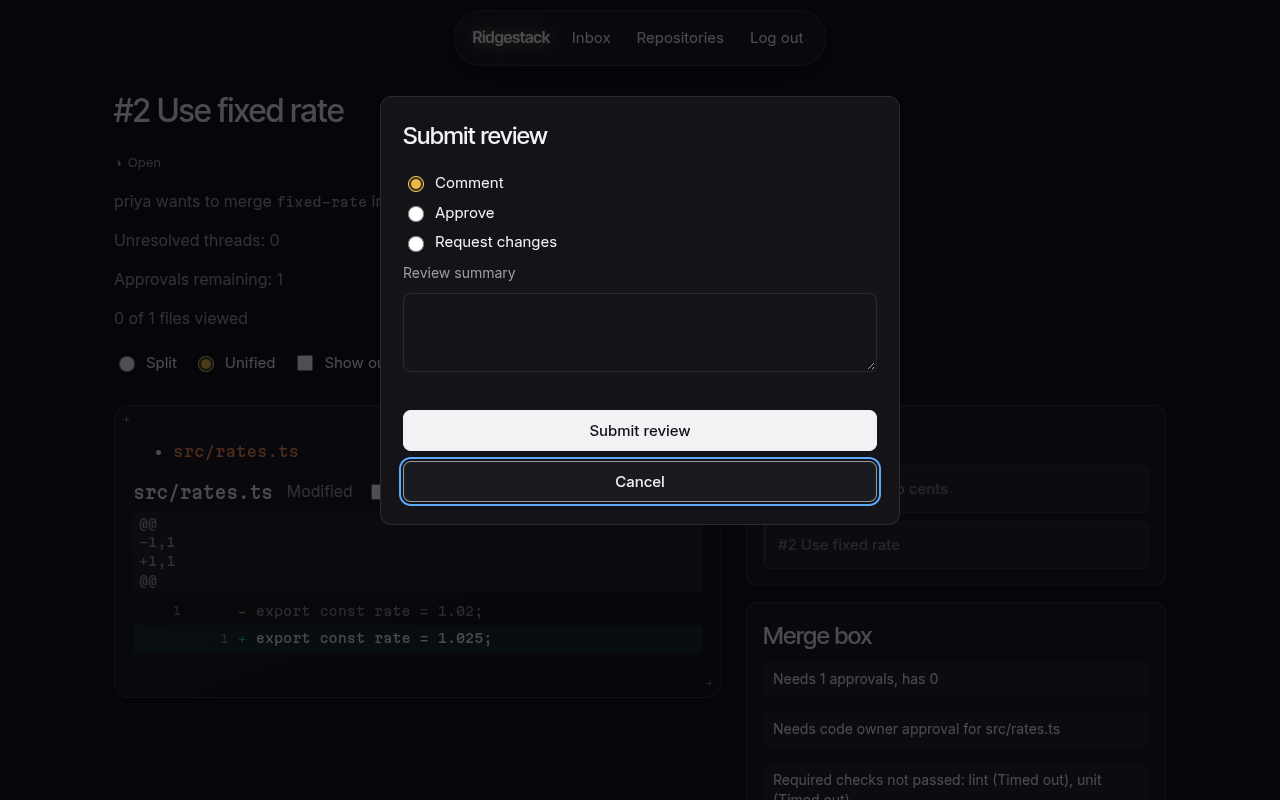 Ridgestack Inbox Repositories Log out
#2 Use fixed rate
Open
priya wants to merge fixed-rate
Unresolved threads: 0
Approvals remaining: 1
0 of 1 files viewed
Split Unified Show
Submit review
Comment
Approve
Request changes
Review summary
Submit review
Cancel
+
src/rates.ts
src/rates.ts Modified
@@
-1,1
+1,1
@@
1 - export const rate = 1.02;
1 + export const rate = 1.025;
+
cents
#2 Use fixed rate
Merge box
Needs 1 approvals, has 0
Needs code owner approval for src/rates.ts
Required checks not passed: lint (Timed out), unit
(Timed out)